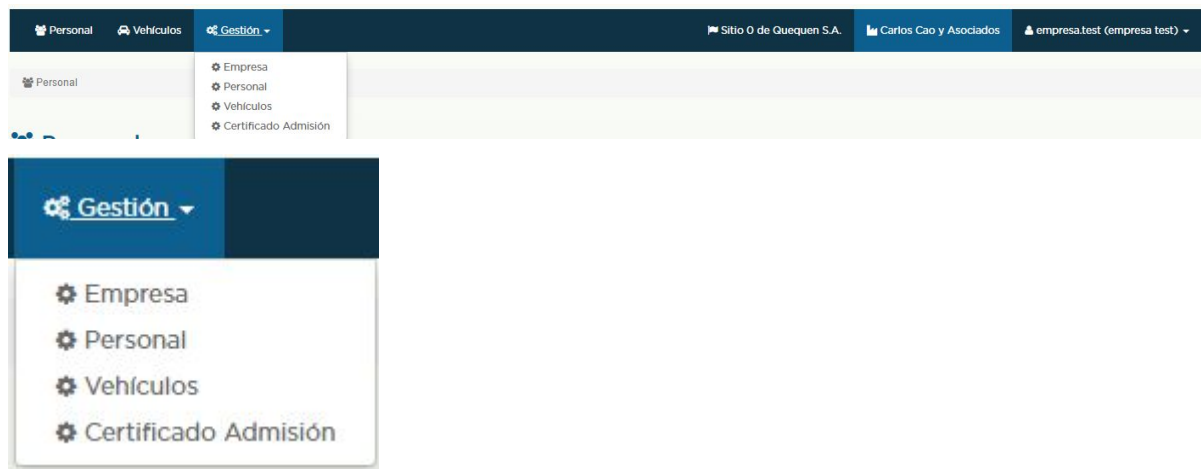 Personal Vehículos Gestión Sitio 0 de Quequen S.A. Carlos Cao y Asociados empresa.test (empresa test)
Empresa
Personal
Personal
Vehículos
Certificado Admisión
Gestión
Empresa
Personal
Vehículos
Certificado Admisión